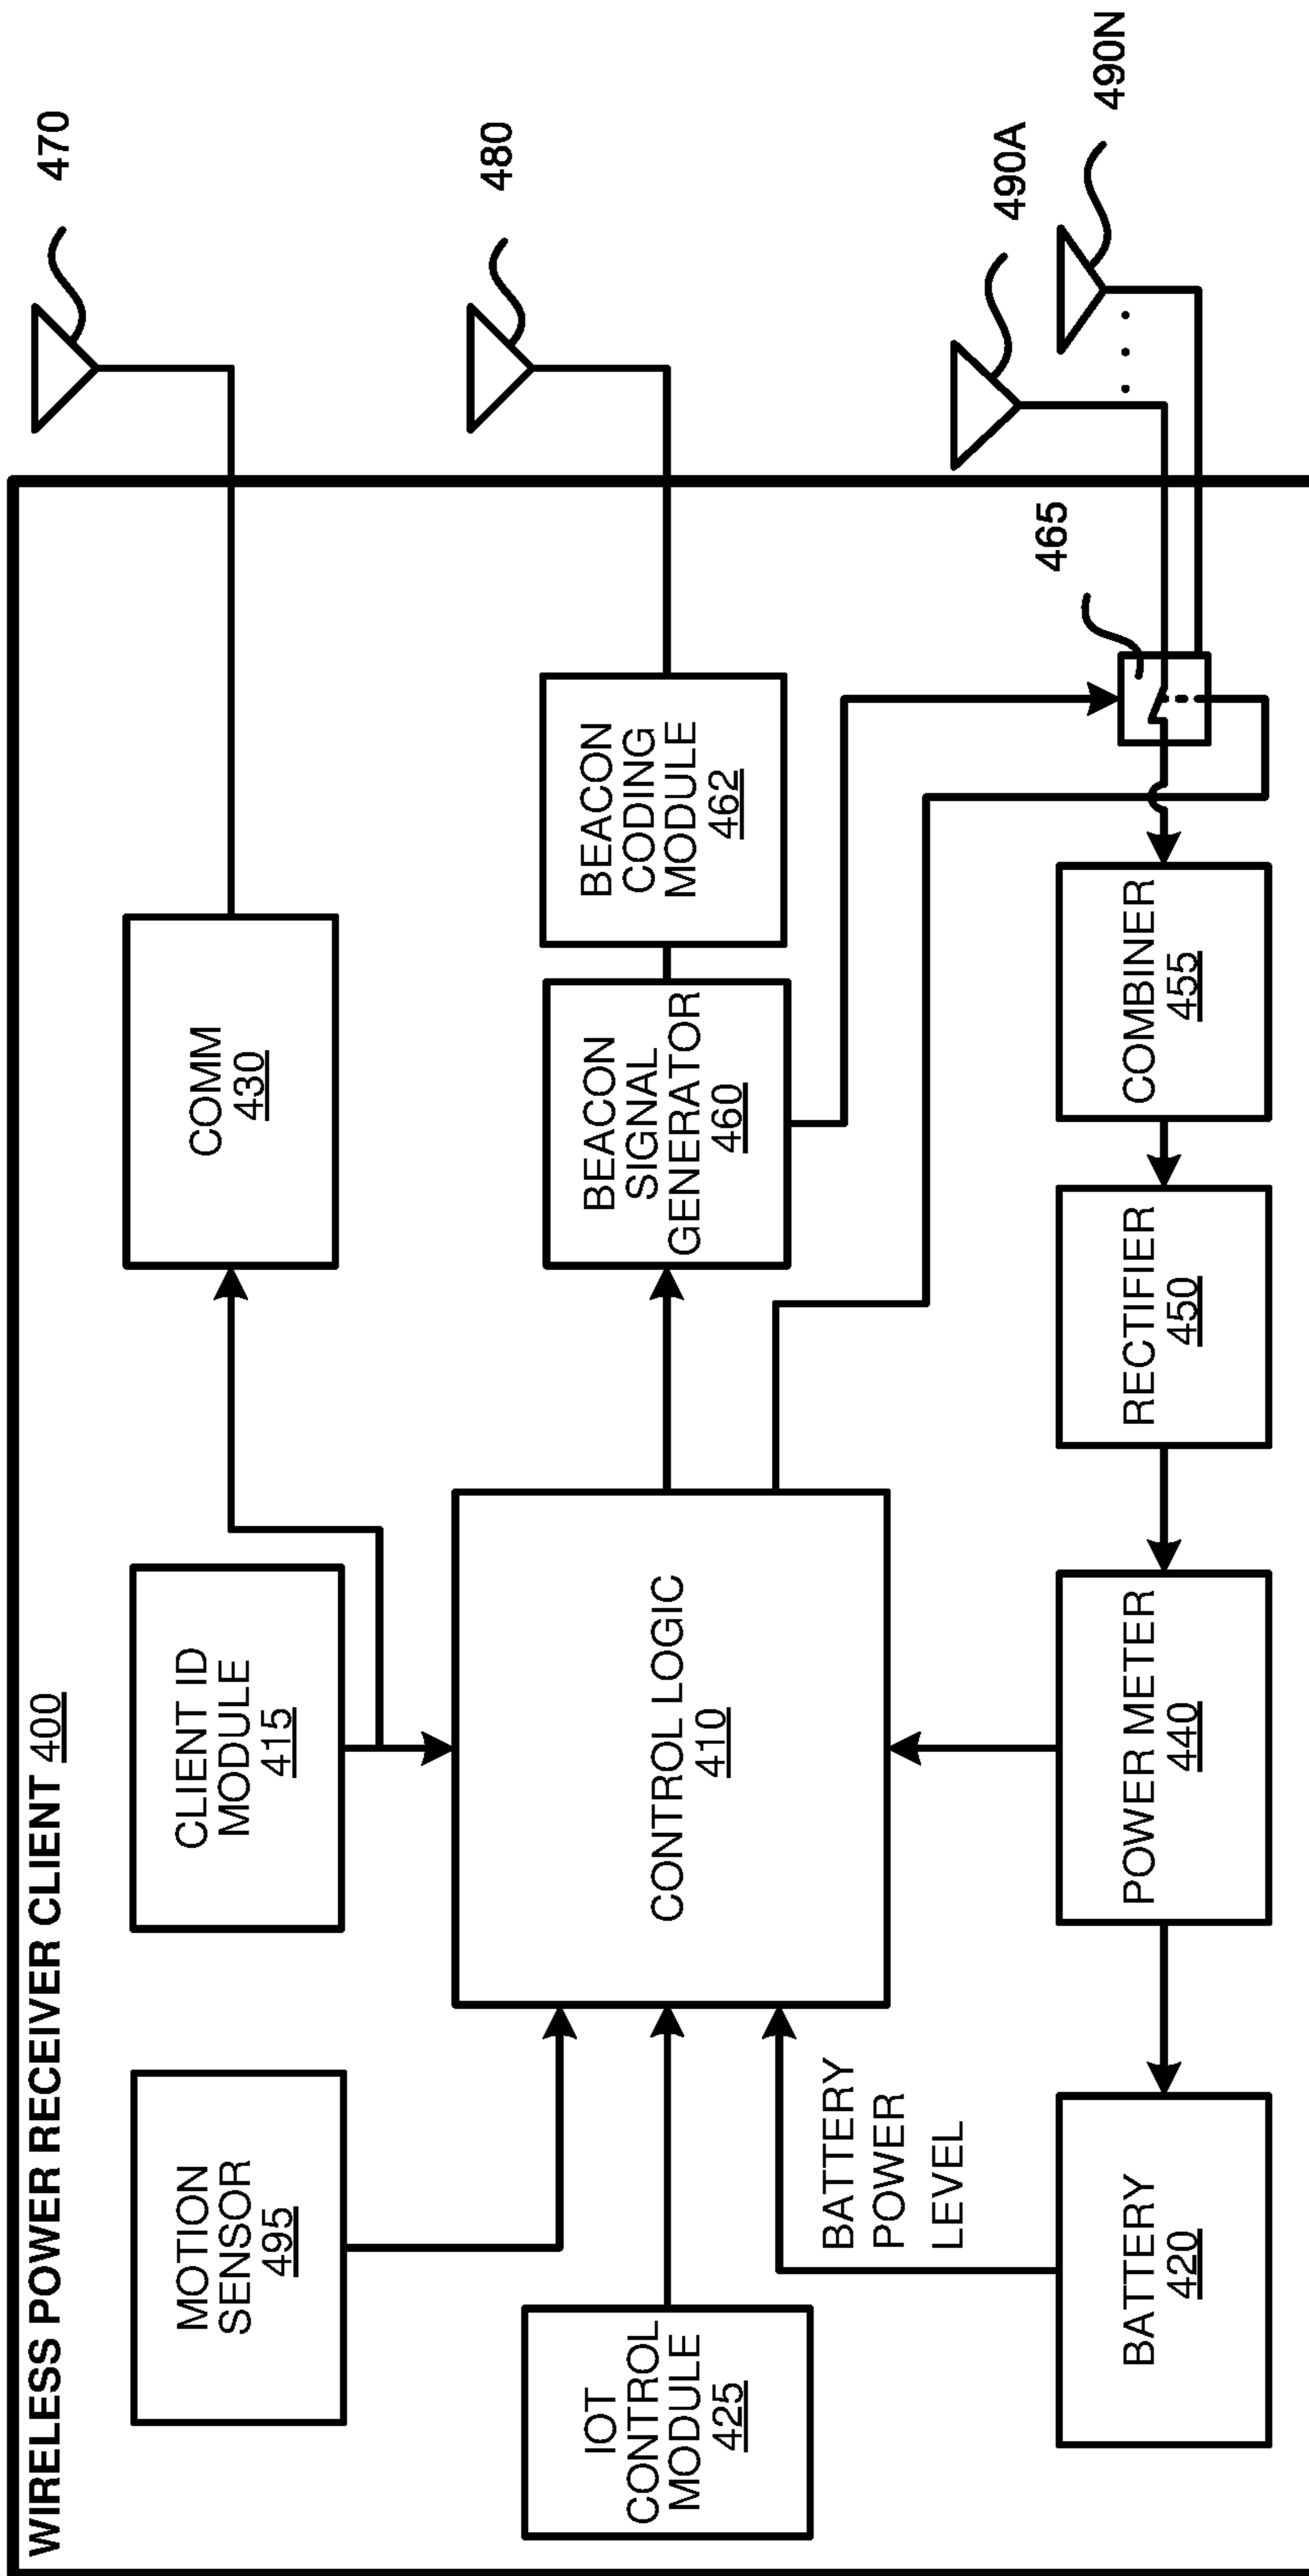 WIRELESS POWER RECEIVER CLIENT 400
MOTION
SENSOR
495
CLIENT ID
MODULE
415
COMM
430
470
IOT
CONTROL
MODULE
425
CONTROL LOGIC
410
BEACON
SIGNAL
GENERATOR
460
BEACON
CODING
MODULE
462
480
BATTERY
POWER
LEVEL
465
490A
490N
BATTERY
420
POWER METER
440
RECTIFIER
450
COMBINER
455